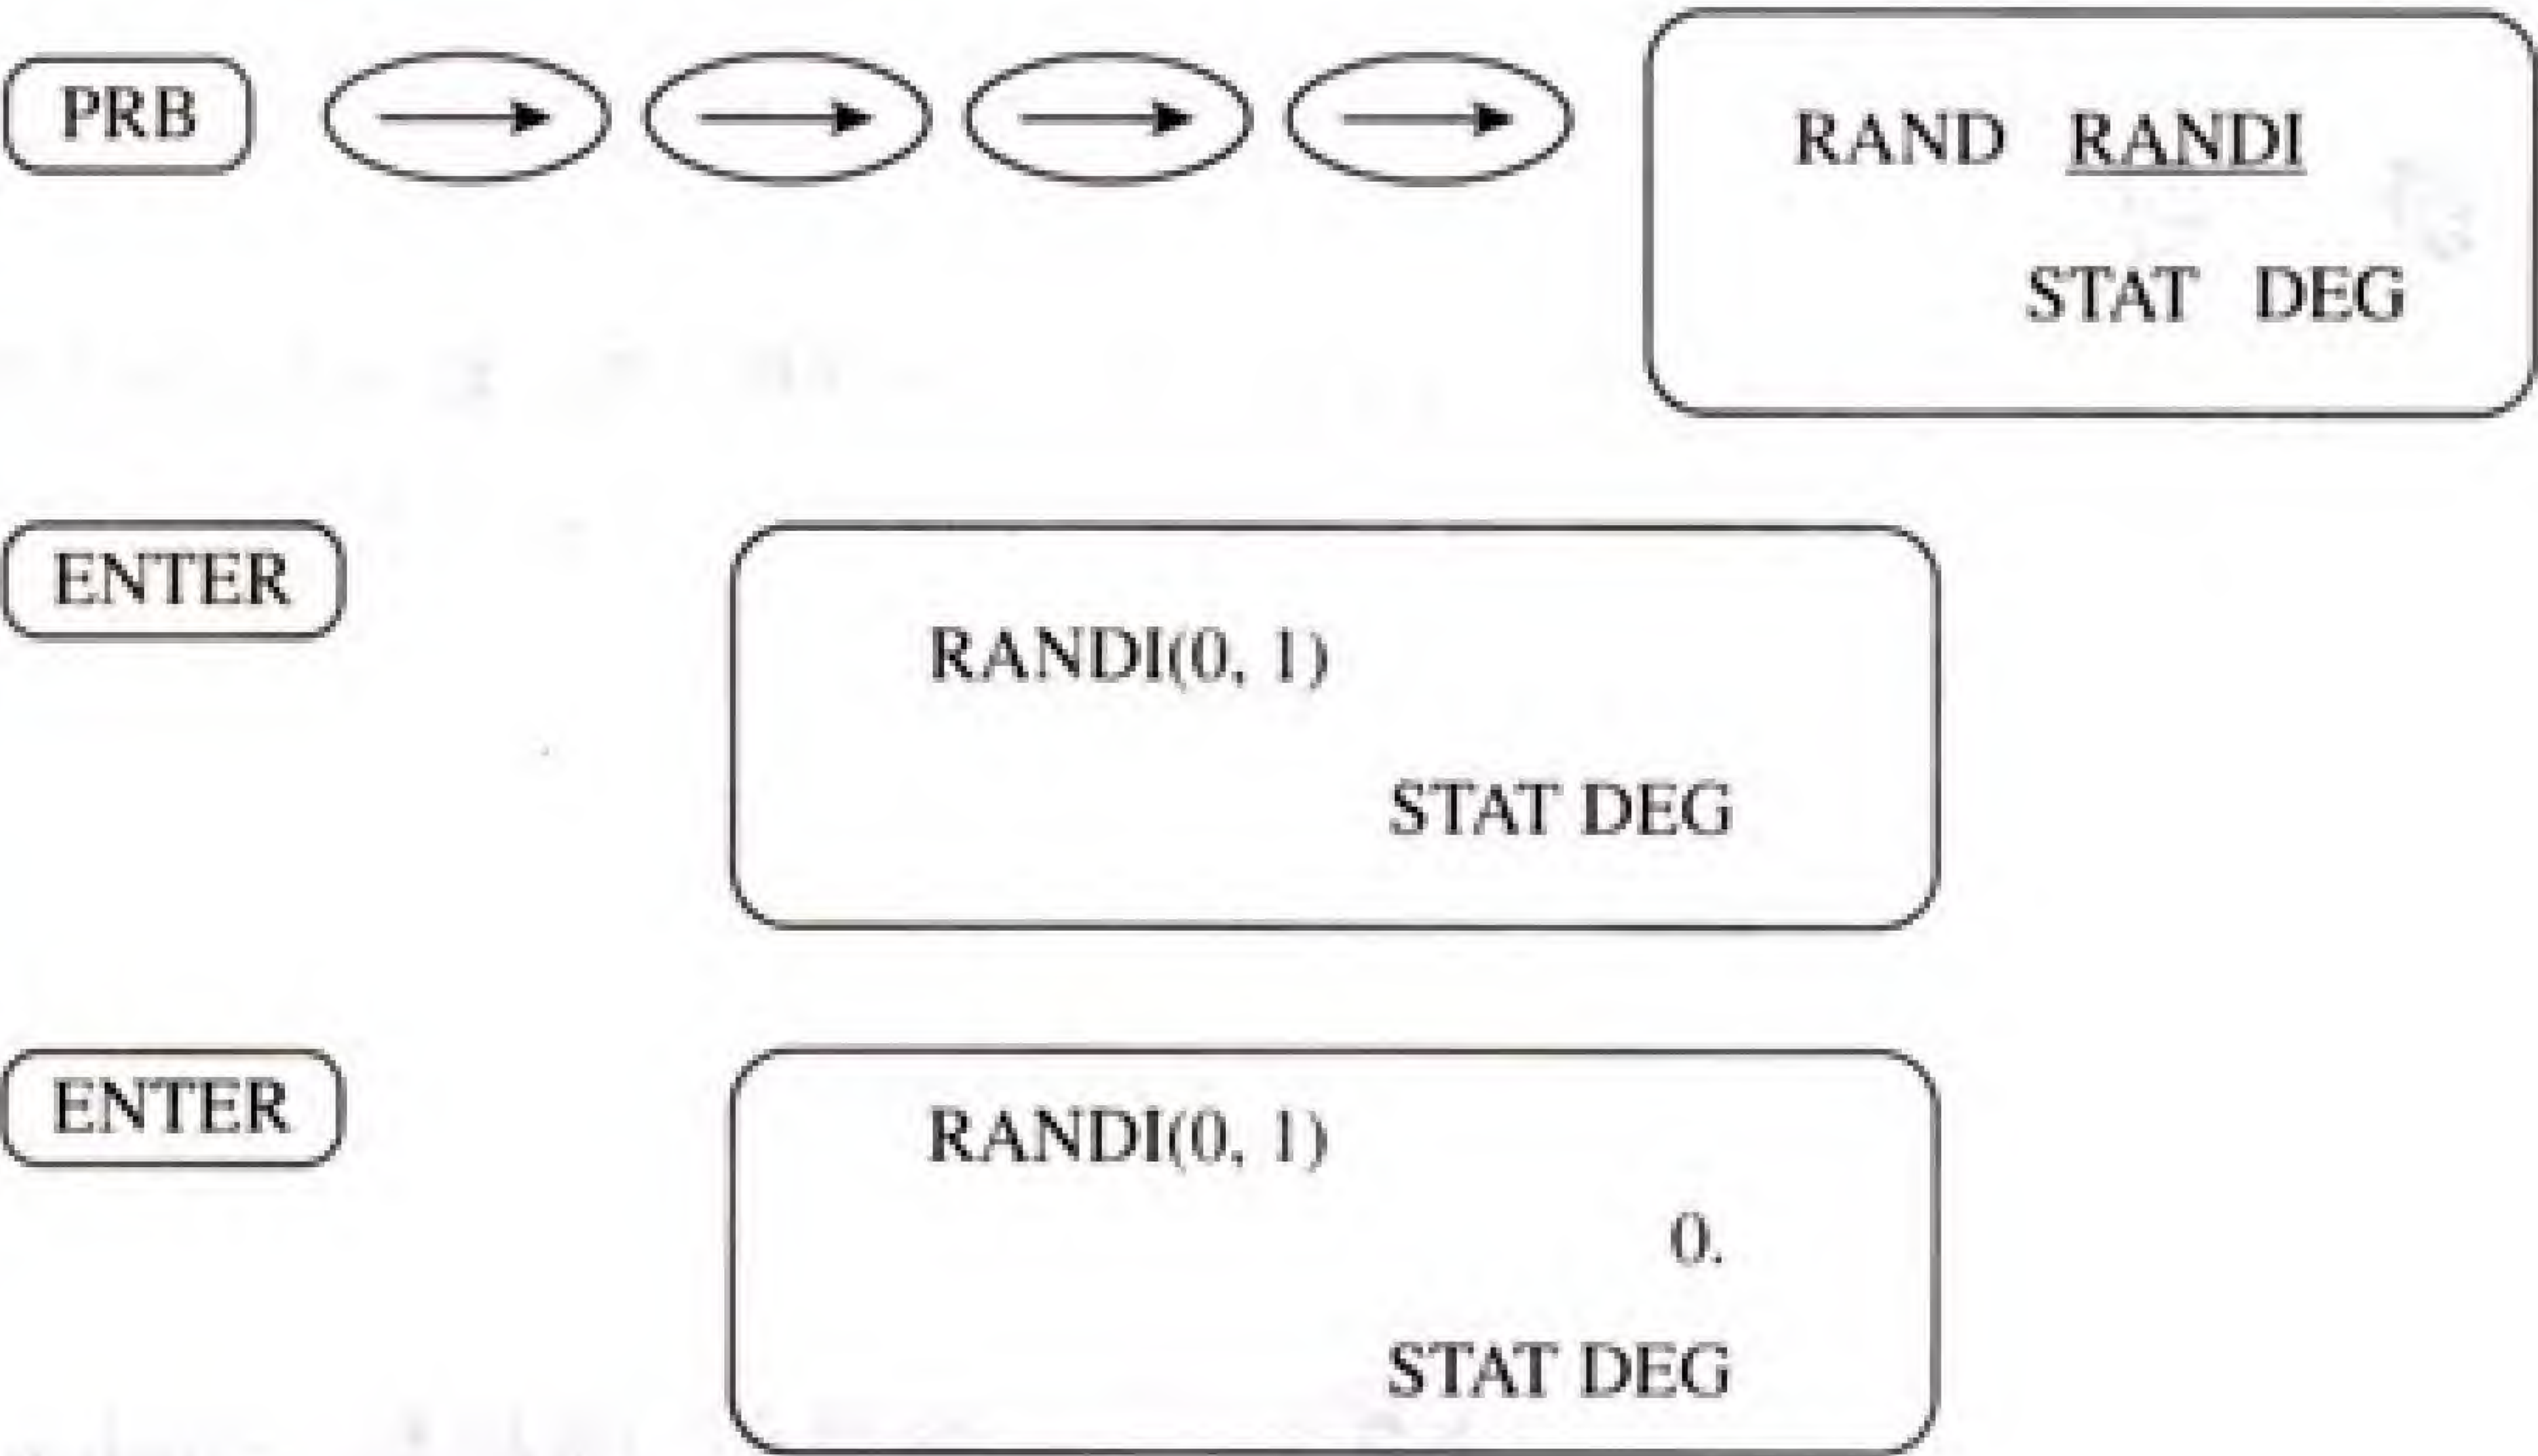 PRB → → → → RAND RANDI
STAT DEG
ENTER
RANDI(0, 1)
STAT DEG
ENTER
RANDI(0, 1)
0.
STAT DEG